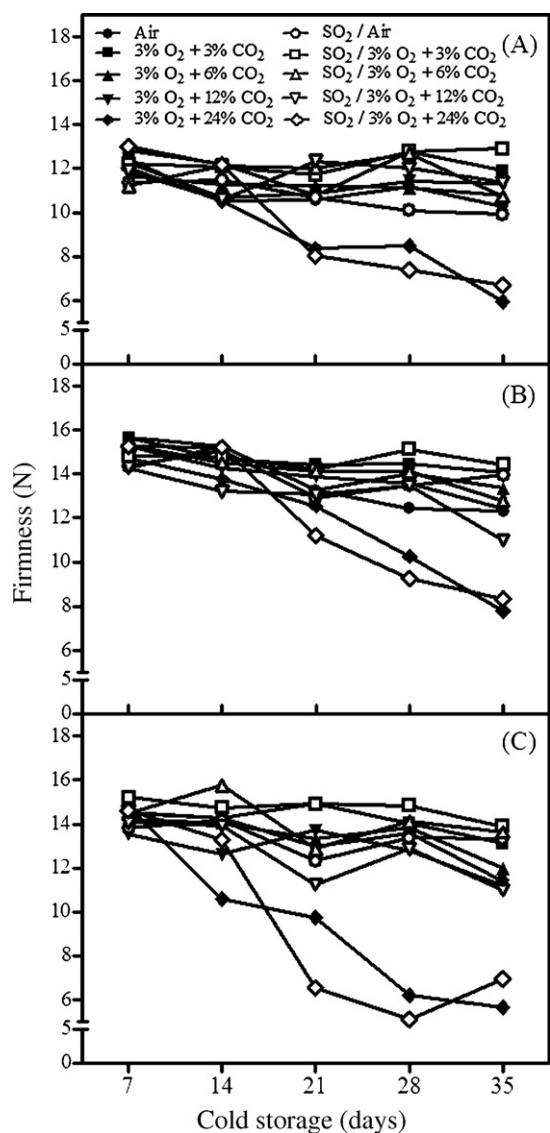 18
Air
SO₂ / Air
(A)
3% O₂ + 3% CO₂
SO₂ / 3% O₂ + 3% CO₂
3% O₂ + 6% CO₂
SO₂ / 3% O₂ + 6% CO₂
16
3% O₂ + 12% CO₂
SO₂ / 3% O₂ + 12% CO₂
3% O₂ + 24% CO₂
SO₂ / 3% O₂ + 24% CO₂
14
12
10
8
6
5
0
18
(B)
16
14
12
10
8
6
5
0
Firmness (N)
18
(C)
16
14
12
10
8
6
5
0
7 14 21 28 35
Cold storage (days)